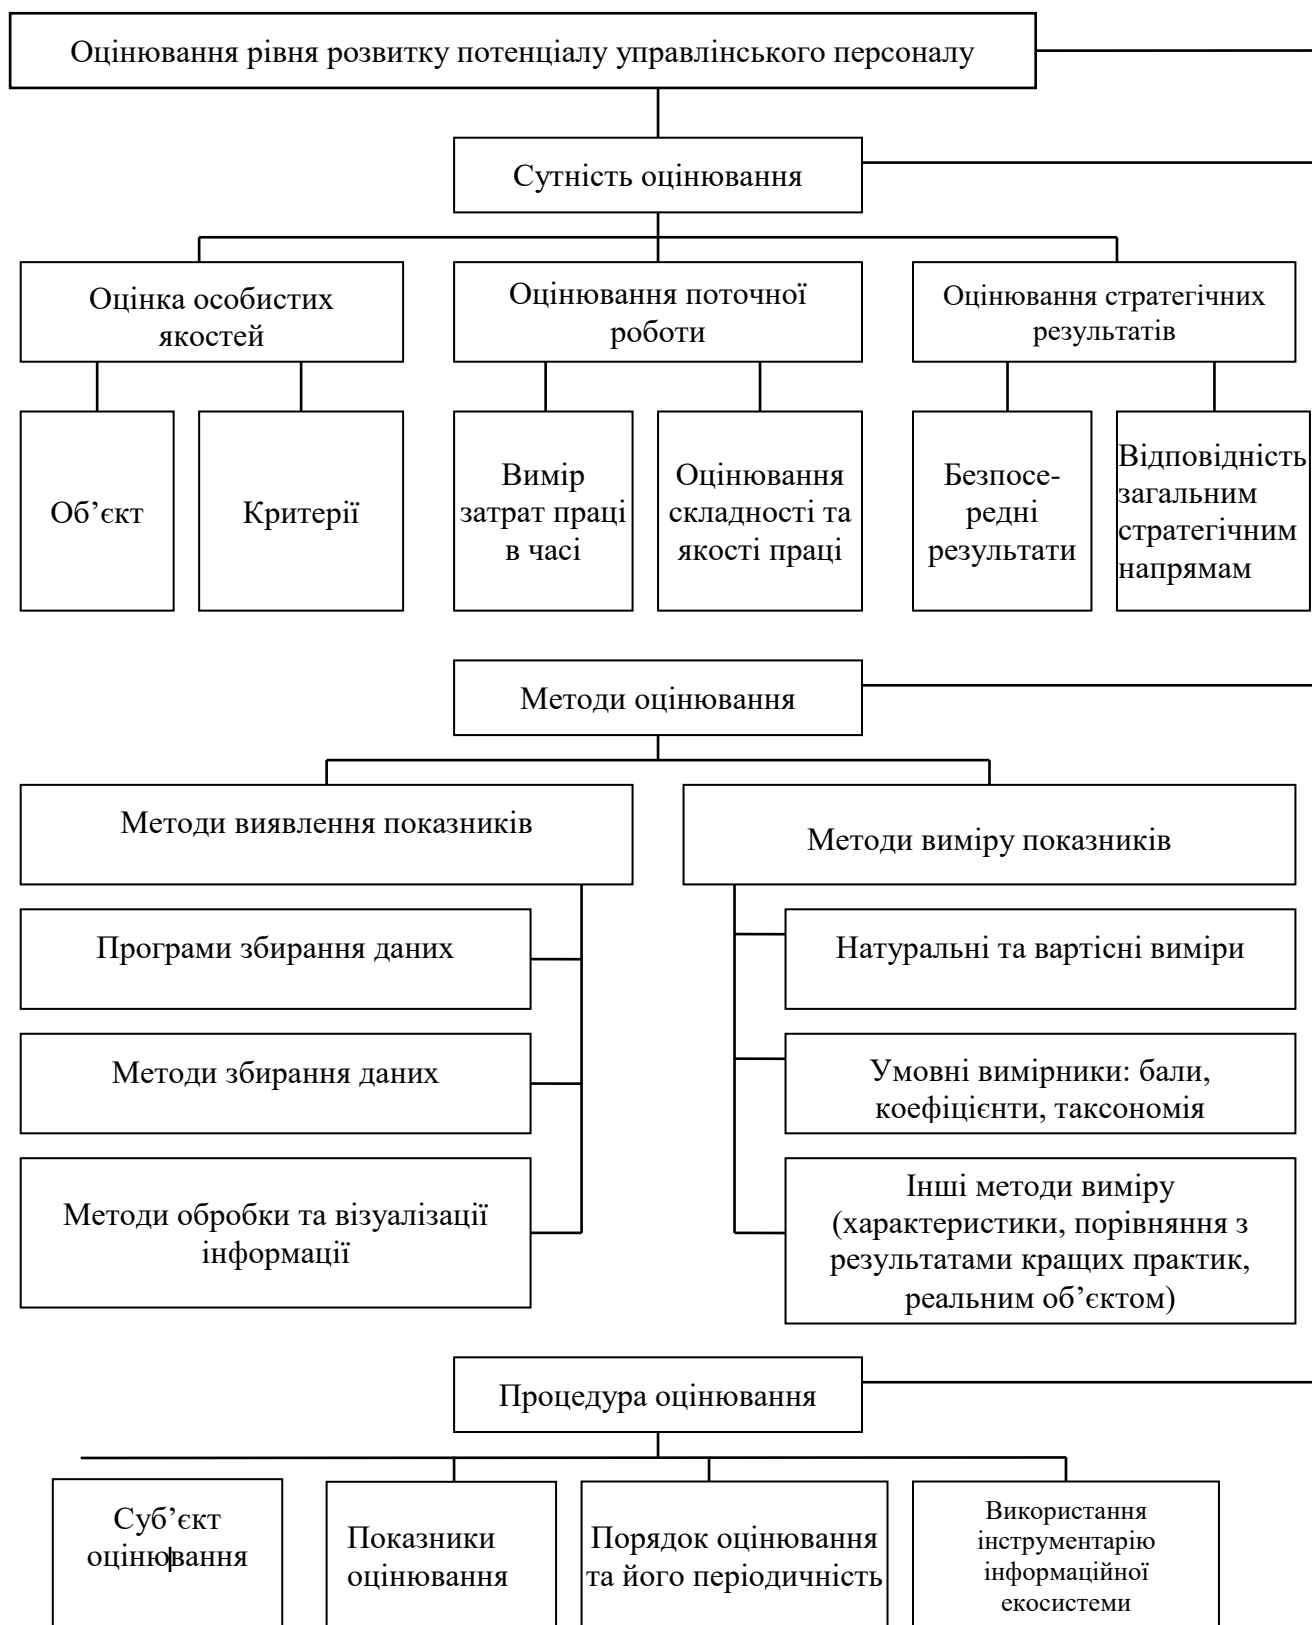 Оцінювання рівня розвитку потенціалу управлінського персоналу
Сутність оцінювання
Оцінка особистих
якостей
Оцінювання поточної
роботи
Оцінювання стратегічних
результатів
Об’єкт
Критерії
Вимір
затрат праці
в часі
Оцінювання
складності та
якості праці
Безпосе-
редні
результати
Відповідність
загальним
стратегічним
напрямам
Методи оцінювання
Методи виявлення показників
Методи виміру показників
Програми збирання даних
Методи збирання даних
Методи обробки та візуалізації
інформації
Натуральні та вартісні виміри
Умовні вимірники: бали,
коефіцієнти, таксономія
Інші методи виміру
(характеристики, порівняння з
результатами кращих практик,
реальним об’єктом)
Процедура оцінювання
Суб’єкт
оцінювання
Показники
оцінювання
Порядок оцінювання
та його періодичність
Використання
інструментарію
інформаційної
екосистеми